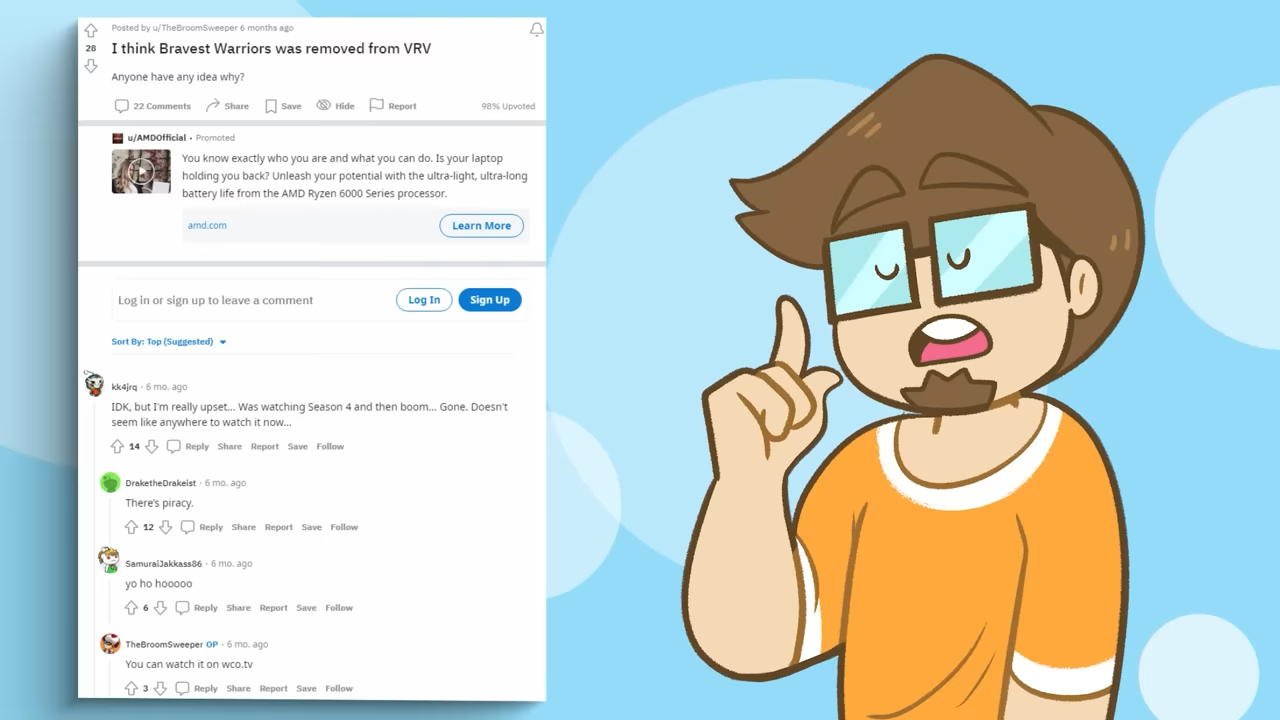 Posted by u/TheBroomSweeper 6 months ago
28
I think Bravest Warriors was removed from VRV
Anyone have any idea why?
22 Comments Share Save Hide Report 98% Upvoted
u/AMDOfficial • Promoted
You know exactly who you are and what you can do. Is your laptop
holding you back? Unleash your potential with the ultra-light, ultra-long
battery life from the AMD Ryzen 6000 Series processor.
amd.com Learn More
Log in or sign up to leave a comment Log In Sign Up
Sort By: Top (Suggested)
kk4jrq · 6 mo. ago
IDK, but I'm really upset... Was watching Season 4 and then boom... Gone. Doesn't
seem like anywhere to watch it now...
14 Reply Share Report Save Follow
DraketheDrakeist · 6 mo. ago
There's piracy.
12 Reply Share Report Save Follow
SamuraiJakkass86 · 6 mo. ago
yo ho hooooo
6 Reply Share Report Save Follow
TheBroomSweeper OP · 6 mo. ago
You can watch it on wco.tv
3 Reply Share Report Save Follow